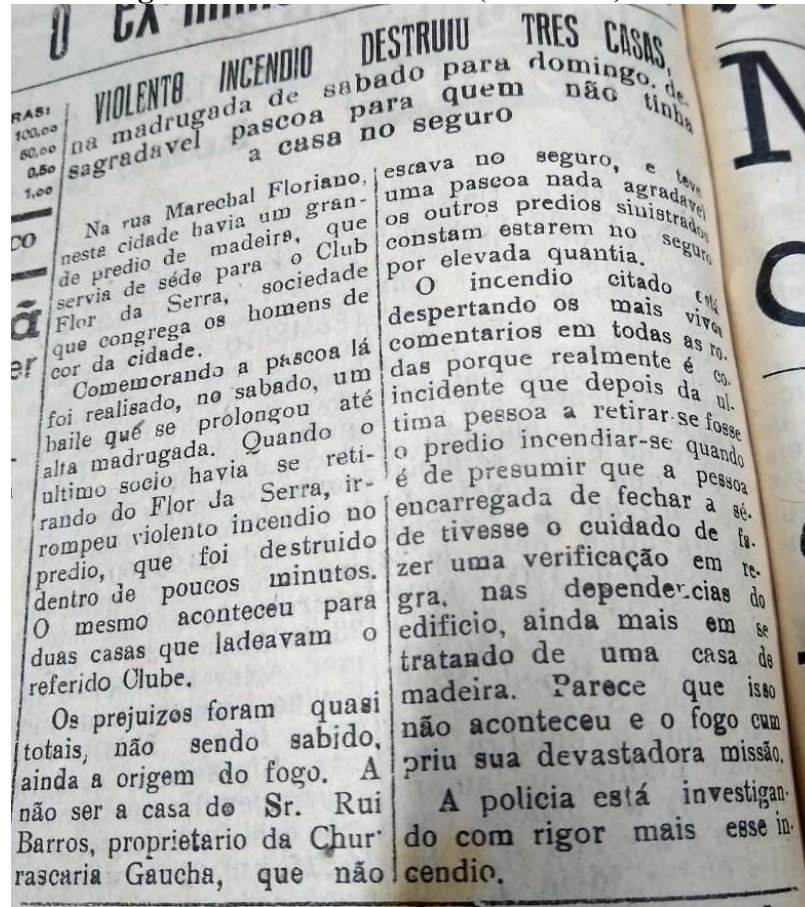 VIOLENTO INCENDIO DESTRUIU TRES CASAS,
na madrugada de sabado para domingo, de-
sagradavel pascoa para quem não tinha
a casa no seguro
RAS:
100,00
60,00
0,50
1,00
Na rua Marechal Floriano,
neste cidade havia um gran-
de predio de madeira, que
servia de séde para o Club
Flor da Serra, sociedade
que congrega os homens de
cor da cidade.
Comemorando a pascoa lá
foi realisado, no sabado, um
baile que se prolongou até
alta madrugada. Quando o
ultimo socio havia se reti-
rando do Flor da Serra, ir-
rompeu violento incendio no
predio, que foi destruido
dentro de poucos minutos.
O mesmo aconteceu para
duas casas que ladeavam o
referido Clube.
Os prejuizos foram quasi
totais, não sendo sabido,
ainda a origem do fogo. A
não ser a casa do Sr. Rui
Barros, proprietario da Chur-
rascaria Gaucha, que não
escava no seguro, e teve
uma pascoa nada agradavel
os outros predios sinistrados
constam estarem no seguro
por elevada quantia.
O incendio citado está
despertando os mais vivos
comentarios em todas as ro-
das porque realmente é co-
incidente que depois da ul-
tima pessoa a retirar-se fosse
o predio incendiar-se quando
é de presumir que a pessoa
encarregada de fechar a sé-
de tivesse o cuidado de fa-
zer uma verificação em re-
gra, nas dependencias do
edificio, ainda mais em se
tratando de uma casa de
madeira. Parece que isso
não aconteceu e o fogo cum
priu sua devastadora missão.
A policia está investigan-
do com rigor mais esse in-
cendio.